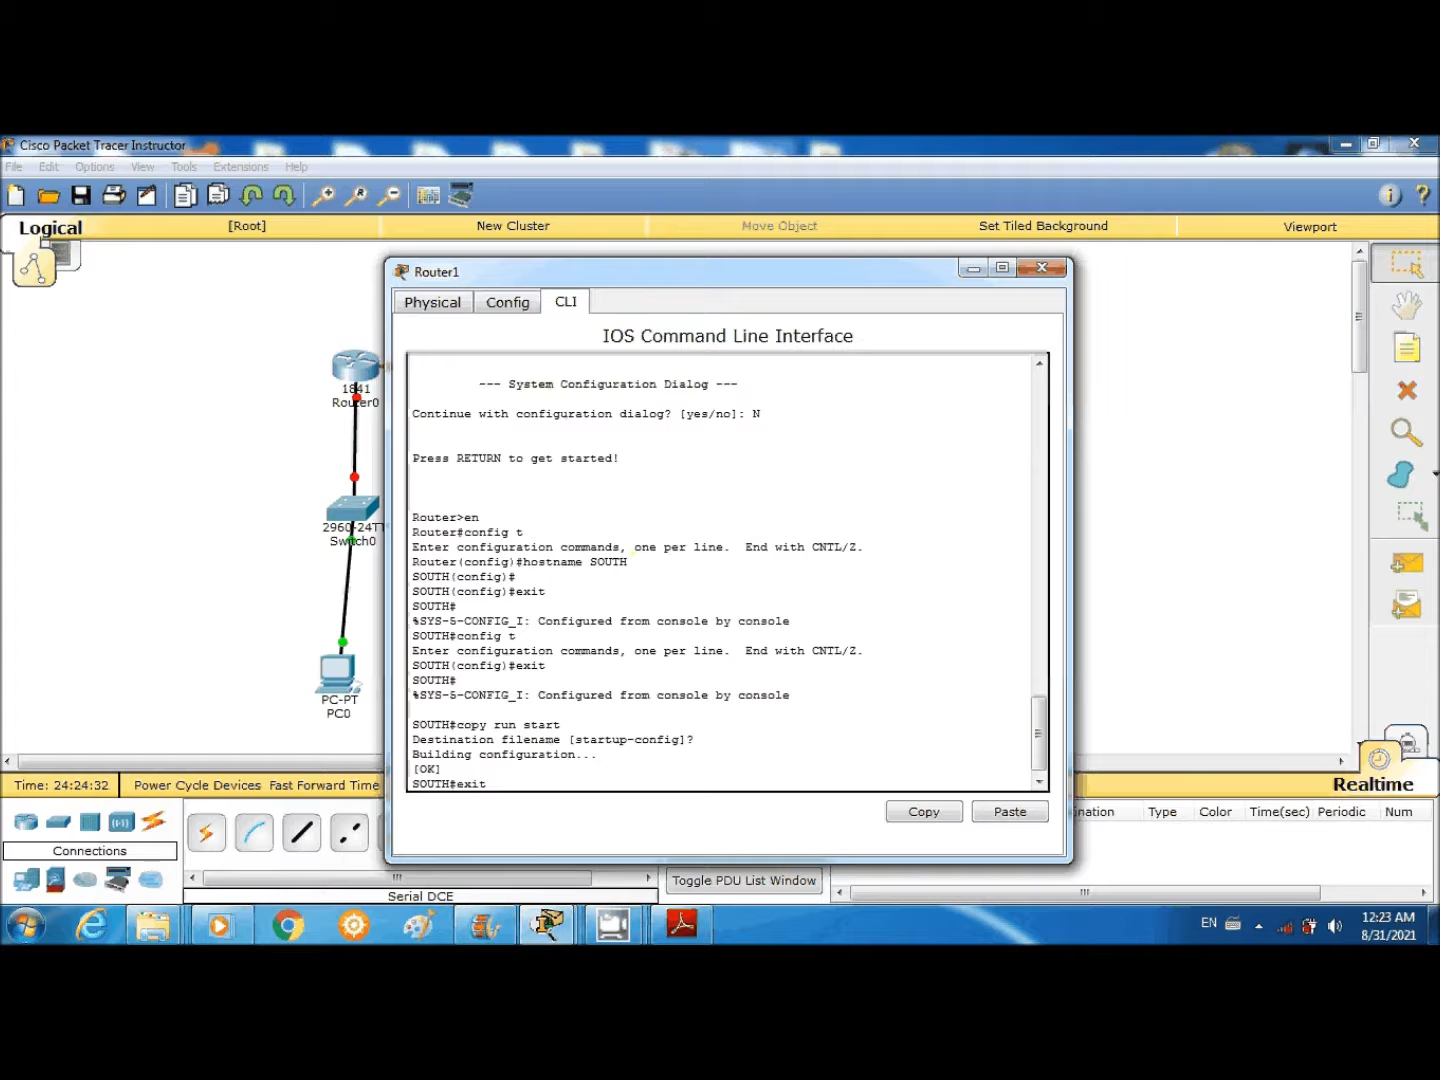 Cisco Packet Tracer Instructor
File Edit Options View Tools Extensions Help
Logical
[Root]
New Cluster
Move Object
Set Tiled Background
Viewport
Router1
Physical
Config
CLI
IOS Command Line Interface
--- System Configuration Dialog ---
Continue with configuration dialog? [yes/no]: N
Press RETURN to get started!
Router>en
Router#config t
Enter configuration commands, one per line.  End with CNTL/Z.
Router(config)#hostname SOUTH
SOUTH(config)#
SOUTH(config)#exit
SOUTH#
%SYS-5-CONFIG_I: Configured from console by console
SOUTH#config t
Enter configuration commands, one per line.  End with CNTL/Z.
SOUTH(config)#exit
SOUTH#
%SYS-5-CONFIG_I: Configured from console by console
SOUTH#copy run start
Destination filename [startup-config]?
Building configuration...
[OK]
SOUTH#exit
Copy
Paste
1841
Router0
2960-24TT
Switch0
PC-PT
PC0
Time: 24:24:32
Power Cycle Devices Fast Forward Time
Realtime
Connections
Serial DCE
Toggle PDU List Window
ination
Type
Color
Time(sec)
Periodic
Num
EN
12:23 AM
8/31/2021